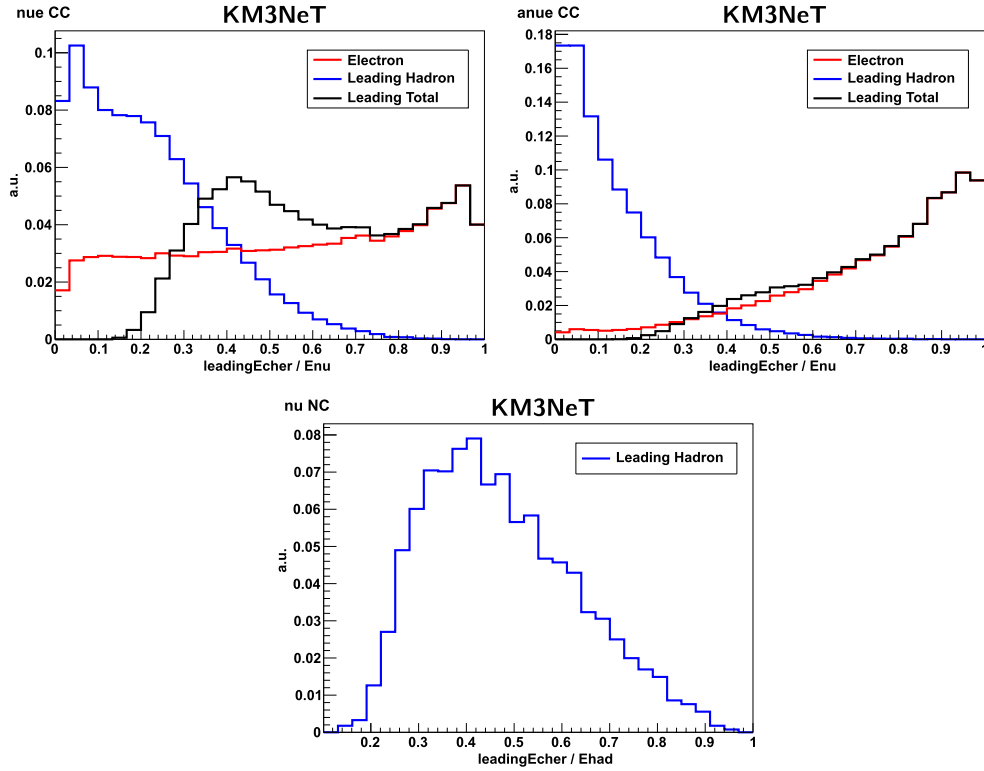 nue CC
KM3NeT
Electron
Leading Hadron
Leading Total
a.u.
0.1
0.08
0.06
0.04
0.02
0
0 0.1 0.2 0.3 0.4 0.5 0.6 0.7 0.8 0.9 1
leadingEcher / Enu
anue CC
KM3NeT
Electron
Leading Hadron
Leading Total
a.u.
0.18
0.16
0.14
0.12
0.1
0.08
0.06
0.04
0.02
0
0 0.1 0.2 0.3 0.4 0.5 0.6 0.7 0.8 0.9 1
leadingEcher / Enu
nu NC
KM3NeT
Leading Hadron
a.u.
0.08
0.07
0.06
0.05
0.04
0.03
0.02
0.01
0
0.2 0.3 0.4 0.5 0.6 0.7 0.8 0.9 1
leadingEcher / Ehad